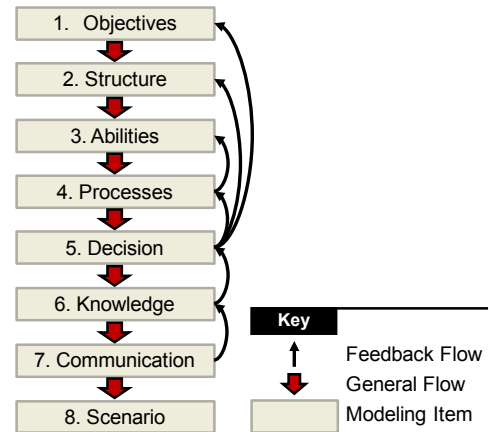 1. Objectives
2. Structure
3. Abilities
4. Processes
5. Decision
6. Knowledge
7. Communication
8. Scenario
Key
Feedback Flow
General Flow
Modeling Item